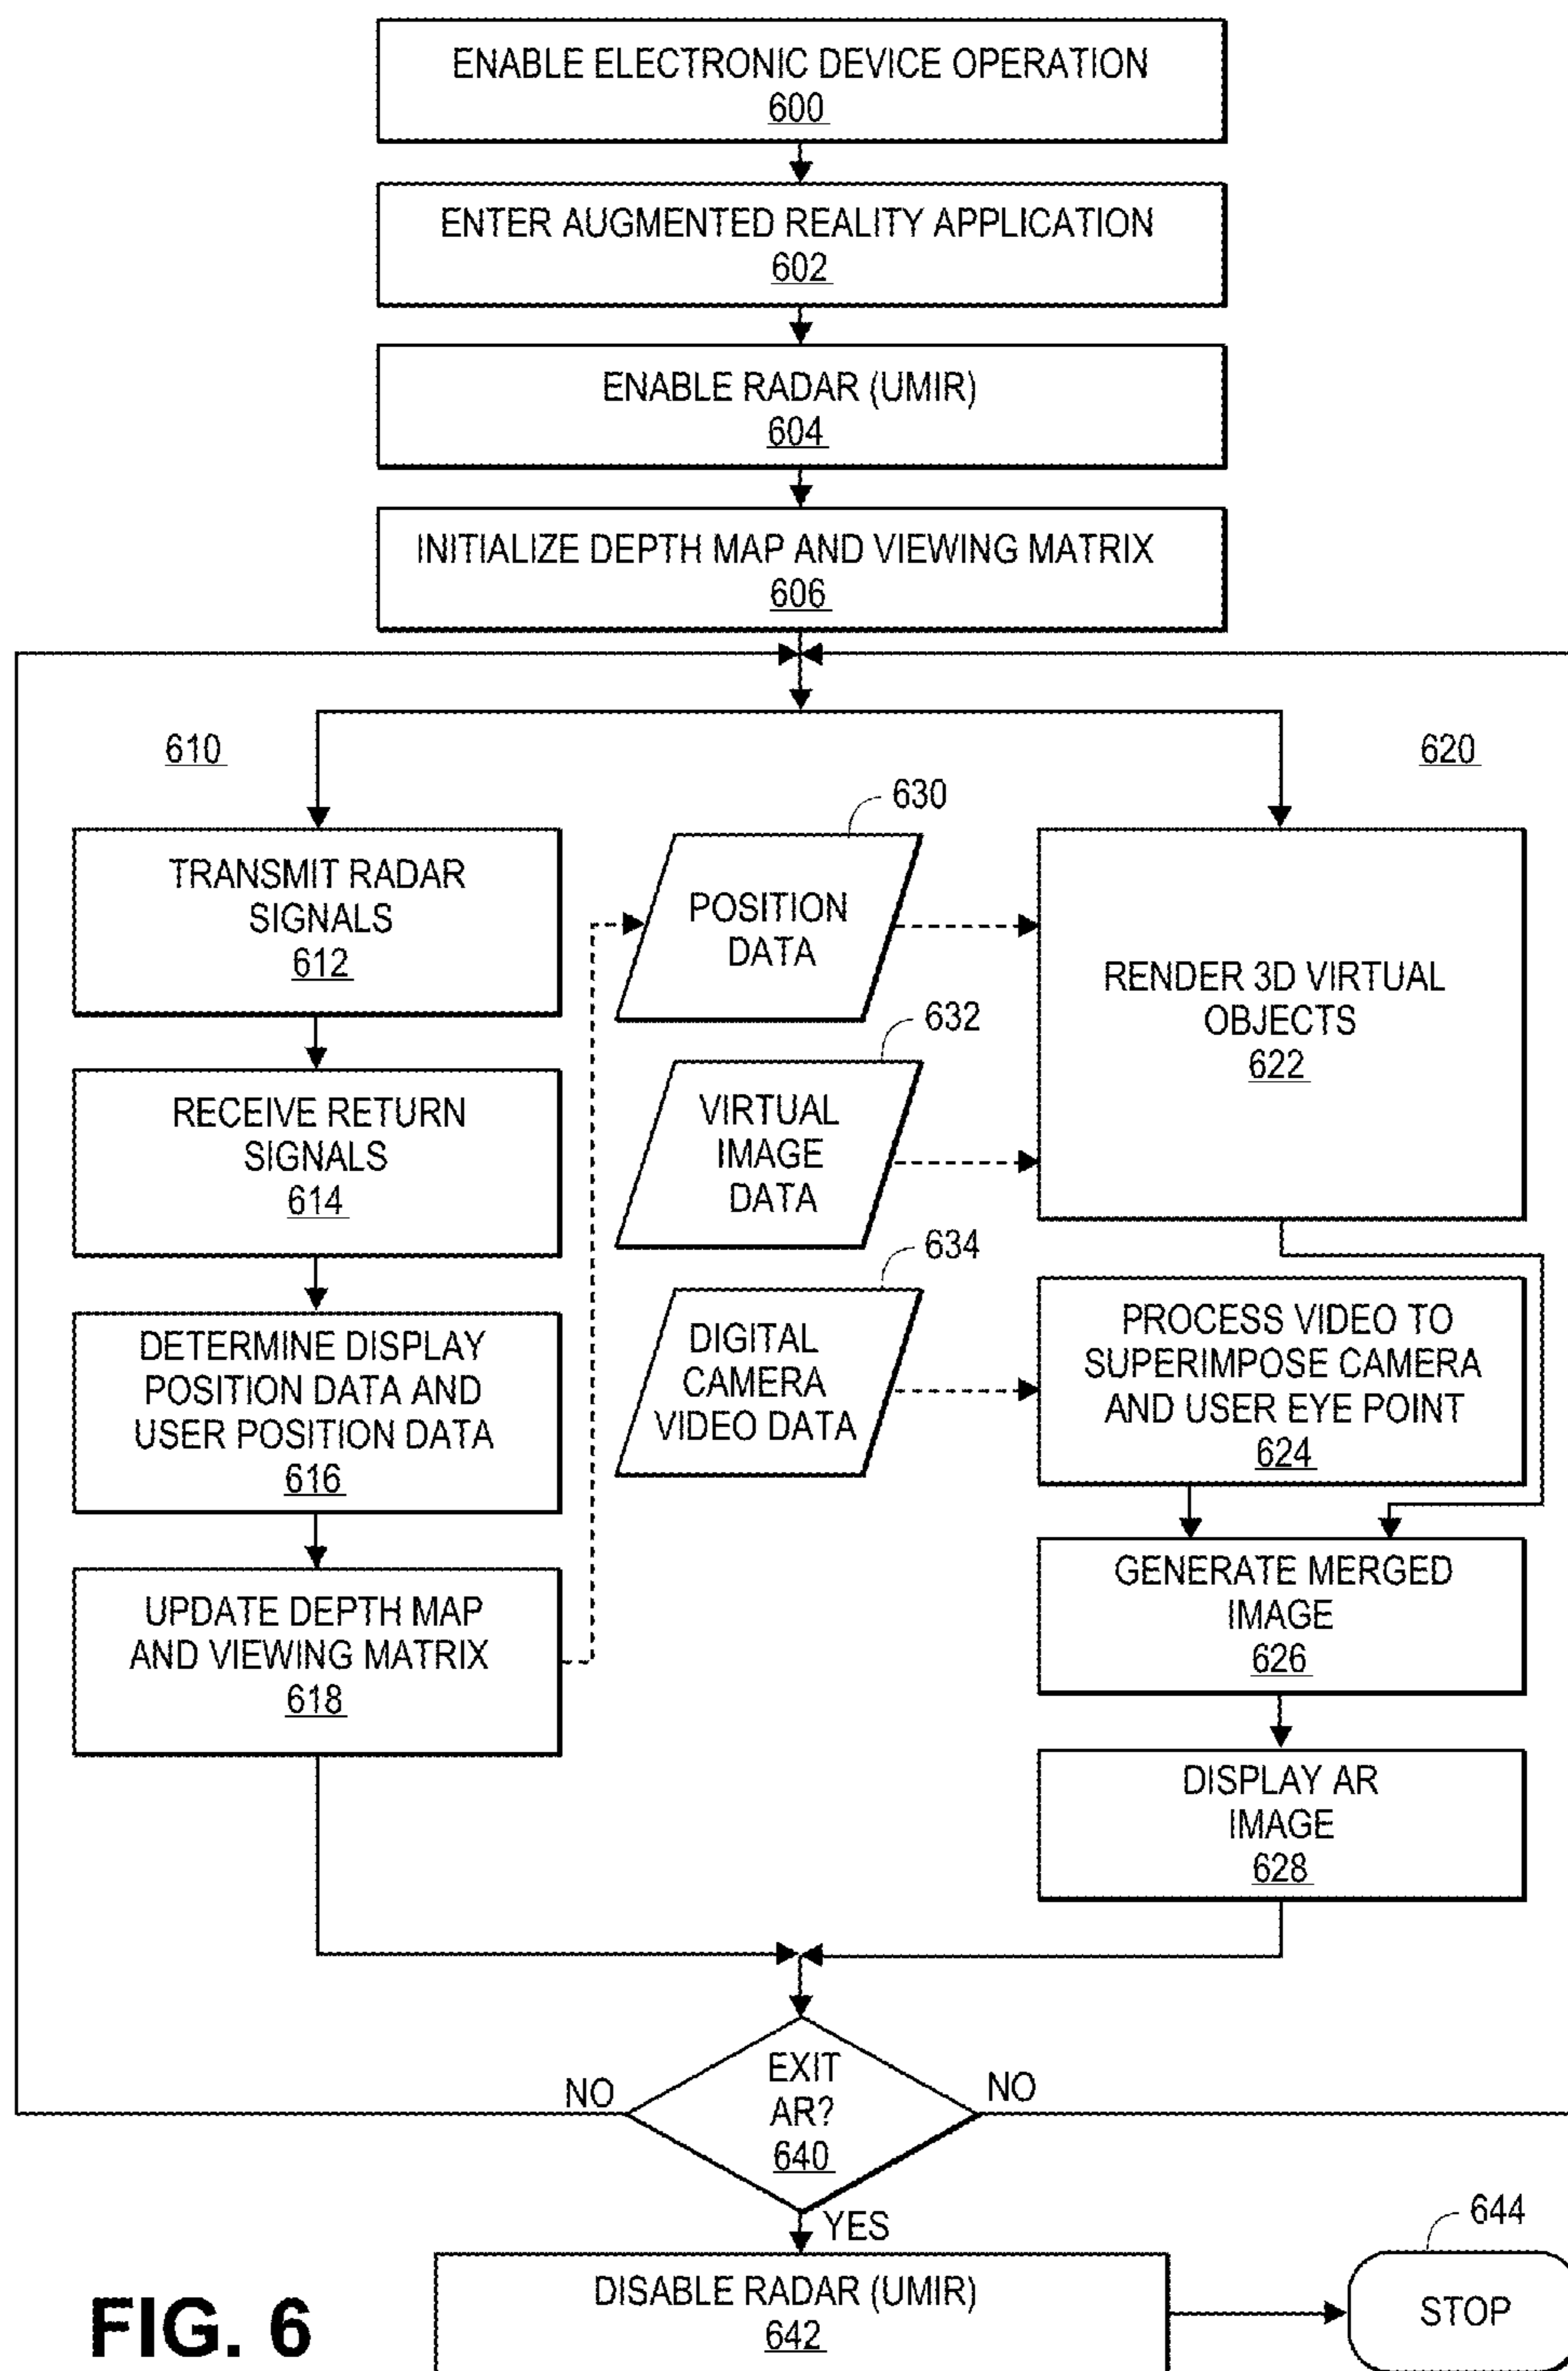 ENABLE ELECTRONIC DEVICE OPERATION
600
ENTER AUGMENTED REALITY APPLICATION
602
ENABLE RADAR (UMIR)
604
INITIALIZE DEPTH MAP AND VIEWING MATRIX
606
610
620
TRANSMIT RADAR
SIGNALS
612
RECEIVE RETURN
SIGNALS
614
DETERMINE DISPLAY
POSITION DATA AND
USER POSITION DATA
616
UPDATE DEPTH MAP
AND VIEWING MATRIX
618
630
POSITION
DATA
632
VIRTUAL
IMAGE
DATA
634
DIGITAL
CAMERA
VIDEO DATA
RENDER 3D VIRTUAL
OBJECTS
622
PROCESS VIDEO TO
SUPERIMPOSE CAMERA
AND USER EYE POINT
624
GENERATE MERGED
IMAGE
626
DISPLAY AR
IMAGE
628
EXIT
AR?
640
NO
NO
YES
DISABLE RADAR (UMIR)
642
644
STOP
FIG. 6